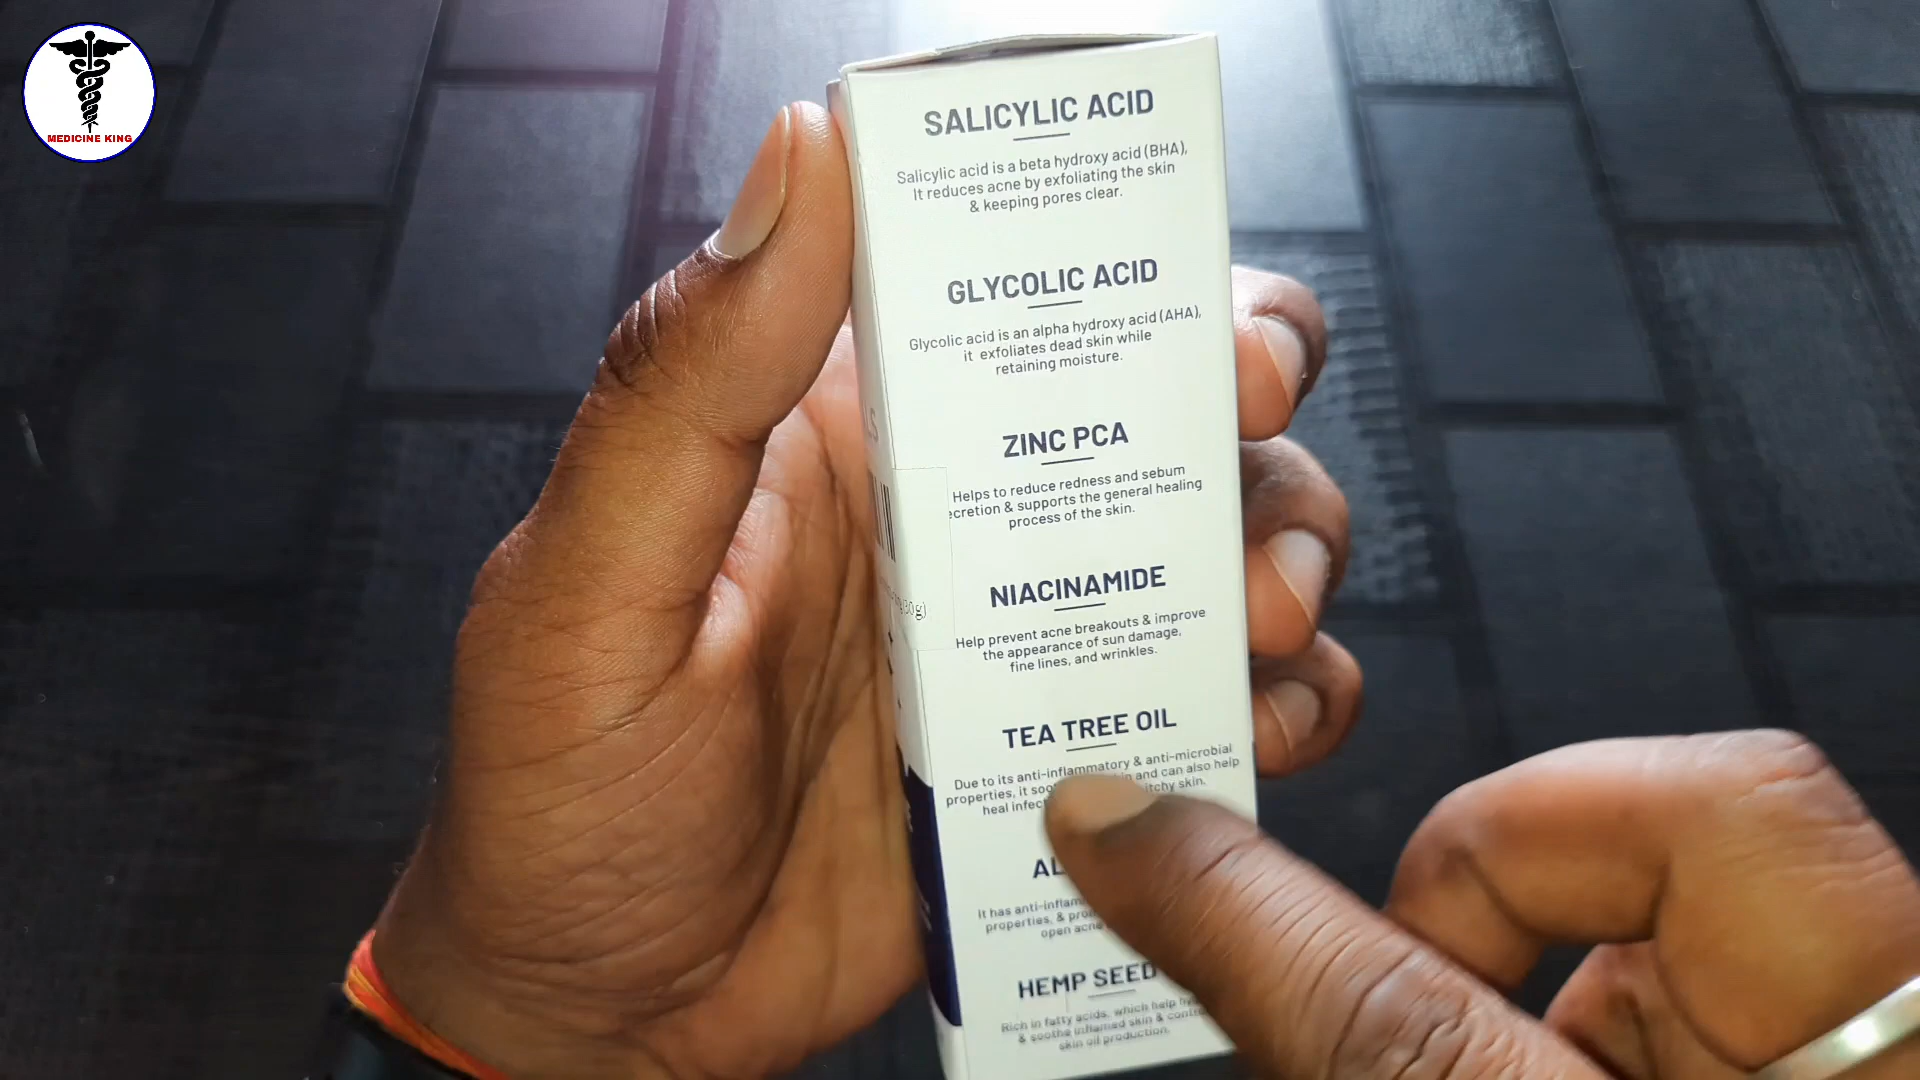 MEDICINE KING
SALICYLIC ACID
Salicylic acid is a beta hydroxy acid (BHA),
It reduces acne by exfoliating the skin
& keeping pores clear.
GLYCOLIC ACID
Glycolic acid is an alpha hydroxy acid (AHA),
it exfoliates dead skin while
retaining moisture.
ZINC PCA
Helps to reduce redness and sebum
ecretion & supports the general healing
process of the skin.
NIACINAMIDE
Help prevent acne breakouts & improve
the appearance of sun damage,
fine lines, and wrinkles.
TEA TREE OIL
Due to its anti-inflammatory & anti-microbial
properties, it and can also help
heal itchy skin.
It has
properties, &
open acne
HEMP SEED
Rich in fatty acids, which help
& soothe inflamed skin & control
skin oil production.
(30g)